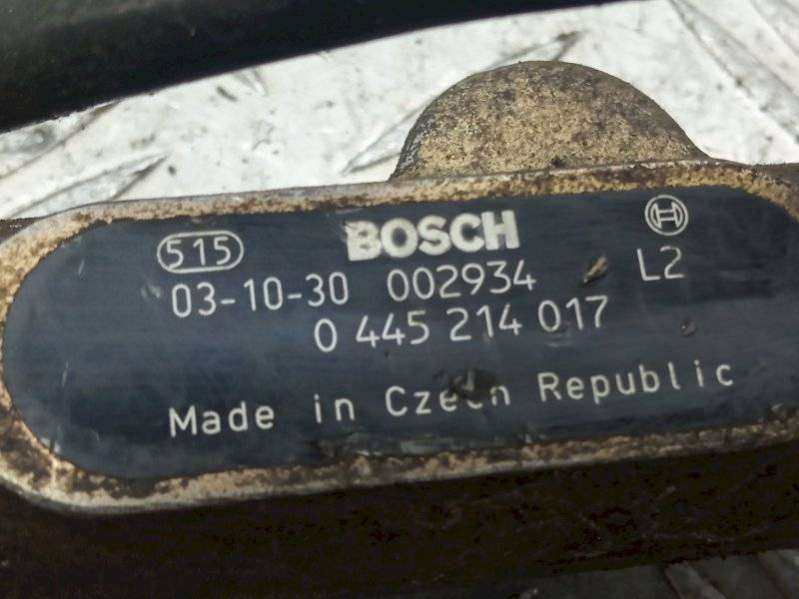 515 BOSCH
03-10-30 002934 L2
0 445 214 017
Made in Czech Republic